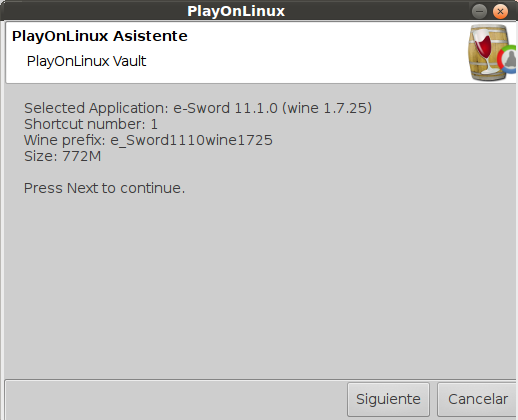 PlayOnLinux
PlayOnLinux Asistente
PlayOnLinux Vault
Selected Application: e-Sword 11.1.0 (wine 1.7.25)
Shortcut number: 1
Wine prefix: e_Sword1110wine1725
Size: 772M
Press Next to continue.
Siguiente
Cancelar